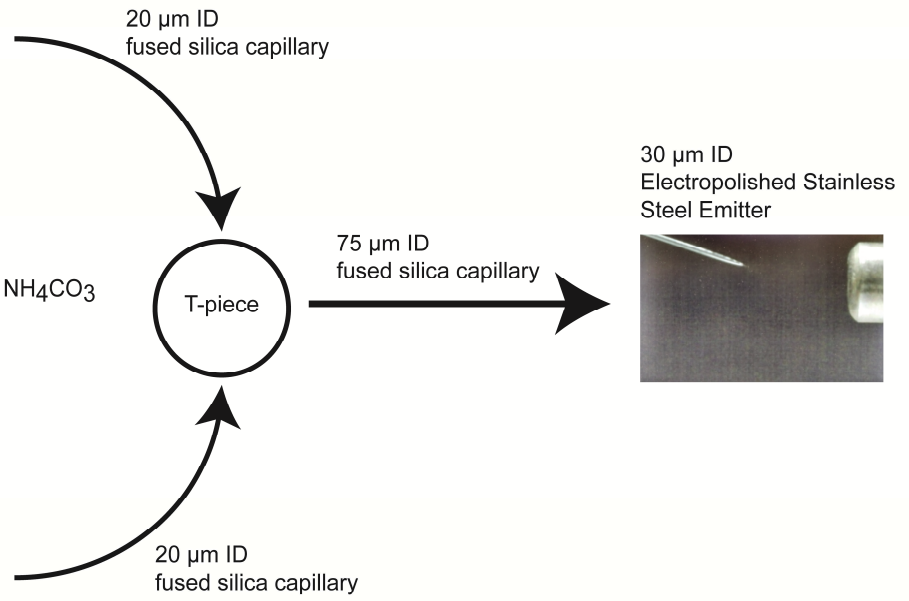 20 µm ID
fused silica capillary
30 µm ID
Electropolished Stainless
Steel Emitter
75 µm ID
fused silica capillary
NH4CO3
T-piece
20 µm ID
fused silica capillary